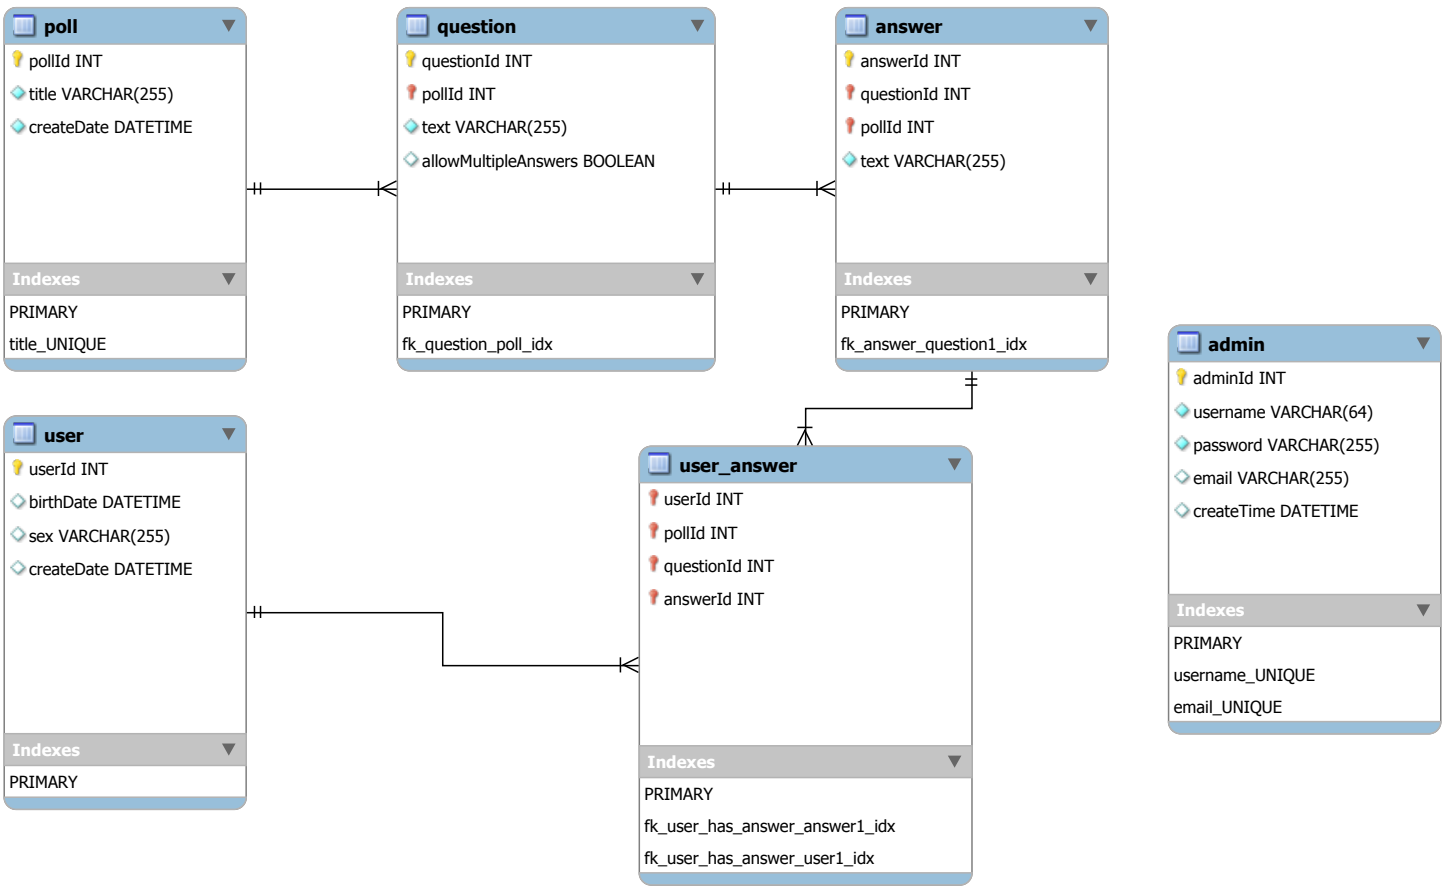 poll
pollId INT
title VARCHAR(255)
createDate DATETIME
Indexes
PRIMARY
title_UNIQUE
question
questionId INT
pollId INT
text VARCHAR(255)
allowMultipleAnswers BOOLEAN
Indexes
PRIMARY
fk_question_poll_idx
answer
answerId INT
questionId INT
pollId INT
text VARCHAR(255)
Indexes
PRIMARY
fk_answer_question1_idx
admin
adminId INT
username VARCHAR(64)
password VARCHAR(255)
email VARCHAR(255)
createTime DATETIME
Indexes
PRIMARY
username_UNIQUE
email_UNIQUE
user
userId INT
birthDate DATETIME
sex VARCHAR(255)
createDate DATETIME
Indexes
PRIMARY
user_answer
userId INT
pollId INT
questionId INT
answerId INT
Indexes
PRIMARY
fk_user_has_answer_answer1_idx
fk_user_has_answer_user1_idx